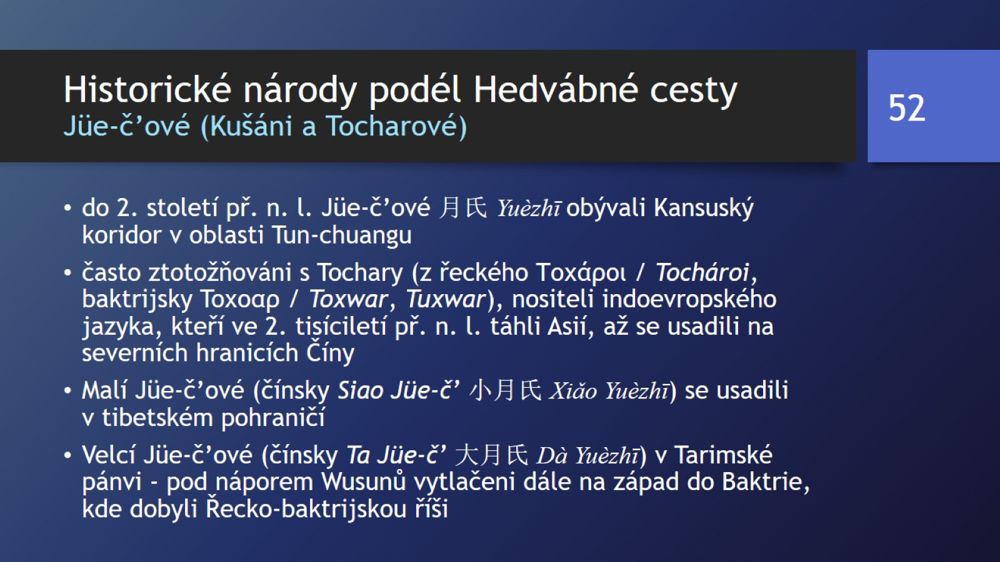 Historické národy podél Hedvábné cesty
Jüe-č’ové (Kušáni a Tocharové)
52
• do 2. století př. n. l. Jüe-č’ové 月氏 Yuèzhī obývali Kansuský
koridor v oblasti Tun-chuangu
• často ztotožňováni s Tochary (z řeckého Τοχάροι / Tochároi,
baktrijsky Τοχοαρ / Toxwar, Tuxwar), nositeli indoevropského
jazyka, kteří ve 2. tisíciletí př. n. l. táhli Asií, až se usadili na
severních hranicích Číny
• Malí Jüe-č’ové (čínsky Siao Jüe-č’ 小月氏 Xiǎo Yuèzhī) se usadili
v tibetském pohraničí
• Velcí Jüe-č’ové (čínsky Ta Jüe-č’ 大月氏 Dà Yuèzhī) v Tarimské
pánvi - pod náporem Wusunů vytlačeni dále na západ do Baktrie,
kde dobyli Řecko-baktrijskou říši